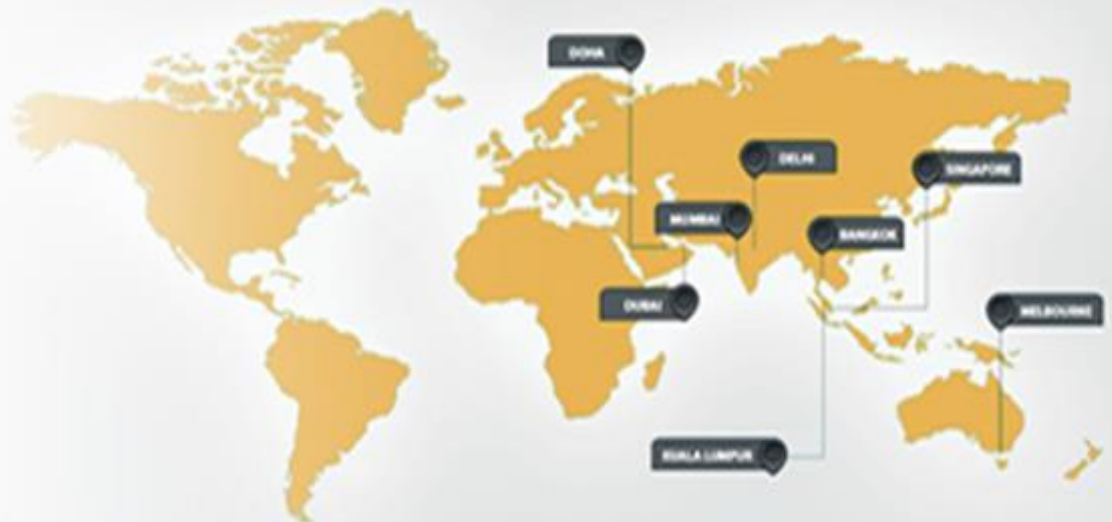 DOHA
DELHI
SINGAPORE
MUMBAI
BANGKOK
DUBAI
MELBOURNE
KUALA LUMPUR